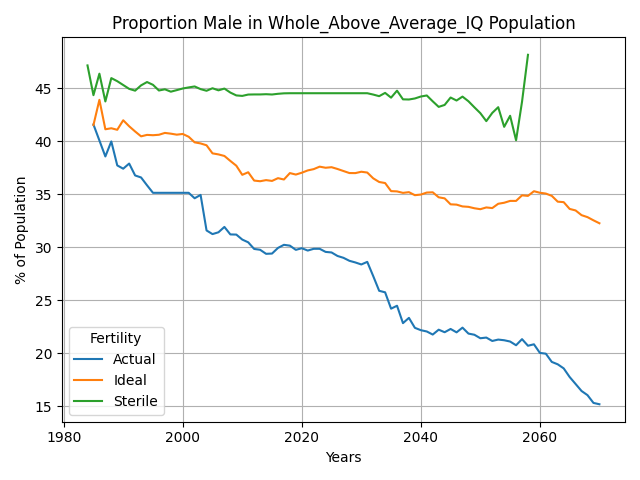 Proportion Male in Whole_Above_Average_IQ Population
% of Population
45
40
35
30
25
20
15
Fertility
Actual
Ideal
Sterile
1980 2000 2020 2040 2060
Years